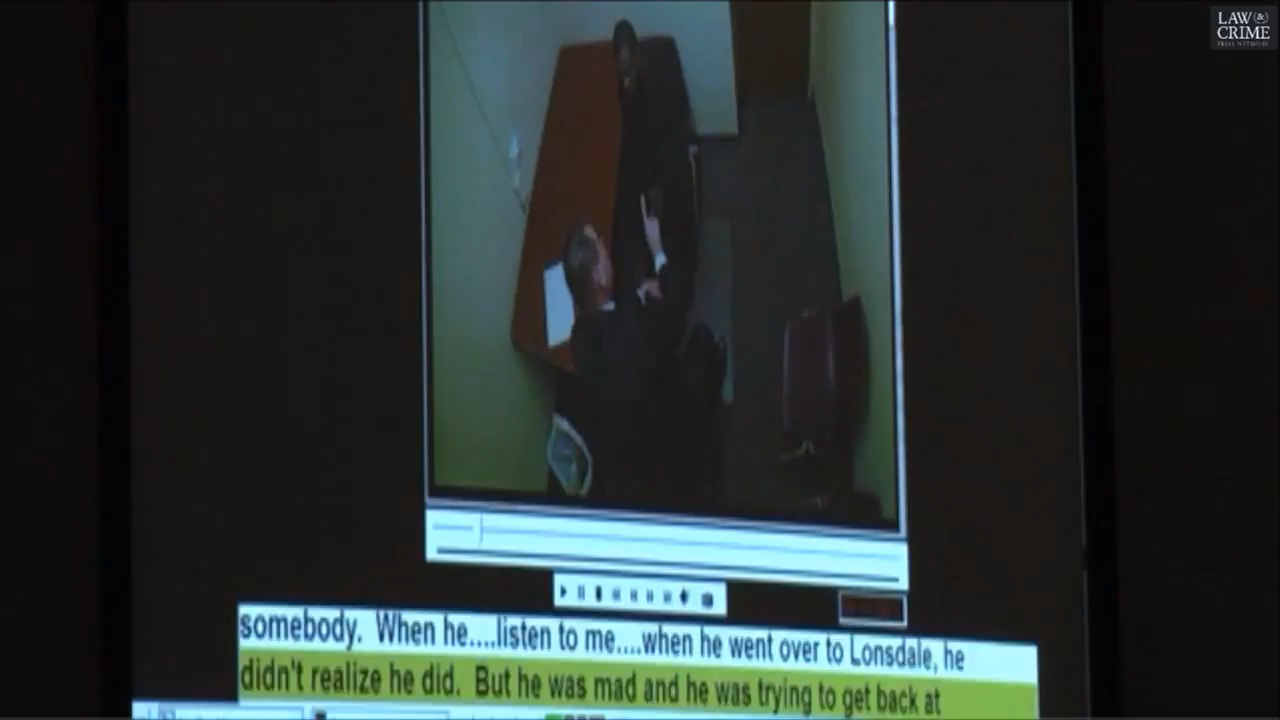 LAW &
CRIME
somebody. When he....listen to me....when he went over to Lonsdale, he
didn't realize he did. But he was mad and he was trying to get back at